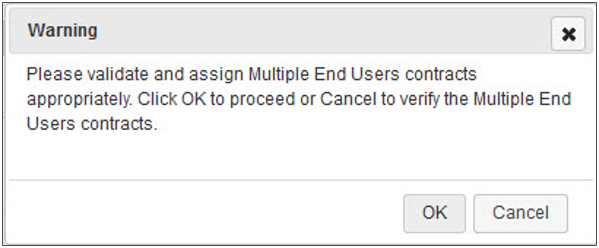 Warning
Please validate and assign Multiple End Users contracts
appropriately. Click OK to proceed or Cancel to verify the Multiple End
Users contracts.
OK
Cancel